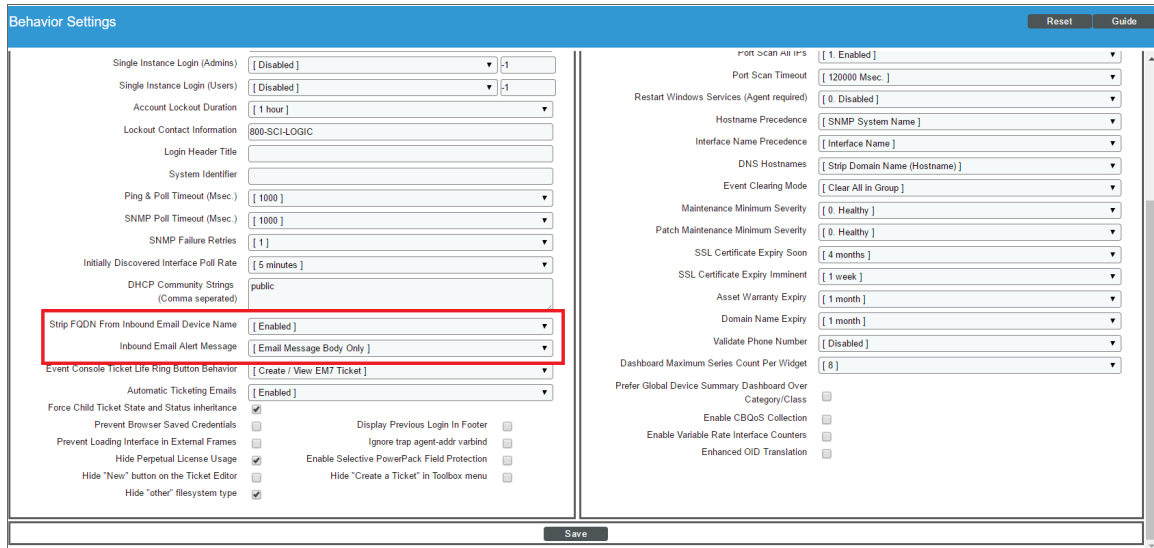 Behavior Settings
Reset
Guide
Single Instance Login (Admins) [ Disabled ] -1
Single Instance Login (Users) [ Disabled ] -1
Account Lockout Duration [ 1 hour ]
Lockout Contact Information 800-SCI-LOGIC
Login Header Title
System Identifier
Ping & Poll Timeout (Msec.) [ 1000 ]
SNMP Poll Timeout (Msec.) [ 1000 ]
SNMP Failure Retries [ 1 ]
Initially Discovered Interface Poll Rate [ 5 minutes ]
DHCP Community Strings public
(Comma seperated)
Strip FQDN From Inbound Email Device Name [ Enabled ]
Inbound Email Alert Message [ Email Message Body Only ]
Event Console Ticket Life Ring Button Behavior [ Create / View EM7 Ticket ]
Automatic Ticketing Emails [ Enabled ]
Force Child Ticket State and Status inheritance
Prevent Browser Saved Credentials Display Previous Login In Footer
Prevent Loading Interface in External Frames Ignore trap agent-addr varbind
Hide Perpetual License Usage Enable Selective PowerPack Field Protection
Hide "New" button on the Ticket Editor Hide "Create a Ticket" in Toolbox menu
Hide "other" filesystem type
Port Scan All IPs [ 1. Enabled ]
Port Scan Timeout [ 120000 Msec. ]
Restart Windows Services (Agent required) [ 0. Disabled ]
Hostname Precedence [ SNMP System Name ]
Interface Name Precedence [ Interface Name ]
DNS Hostnames [ Strip Domain Name (Hostname) ]
Event Clearing Mode [ Clear All in Group ]
Maintenance Minimum Severity [ 0. Healthy ]
Patch Maintenance Minimum Severity [ 0. Healthy ]
SSL Certificate Expiry Soon [ 4 months ]
SSL Certificate Expiry Imminent [ 1 week ]
Asset Warranty Expiry [ 1 month ]
Domain Name Expiry [ 1 month ]
Validate Phone Number [ Disabled ]
Dashboard Maximum Series Count Per Widget [ 8 ]
Prefer Global Device Summary Dashboard Over
Category/Class
Enable CBQoS Collection
Enable Variable Rate Interface Counters
Enhanced OID Translation
Save